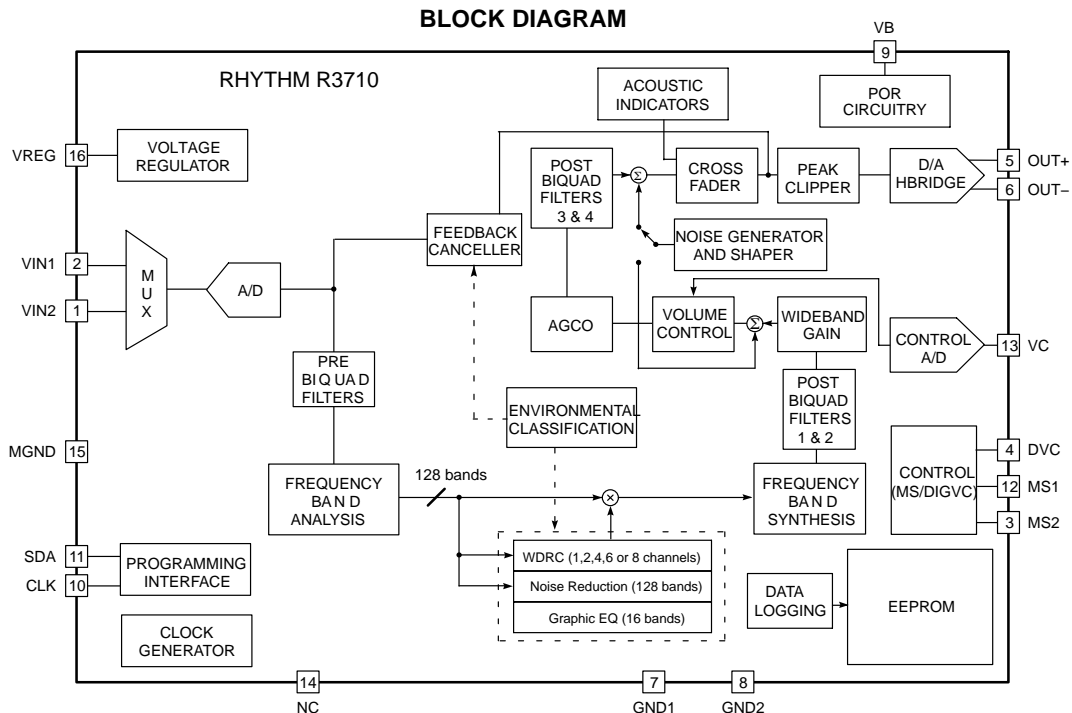 BLOCK DIAGRAM
VB
9
RHYTHM R3710
ACOUSTIC
INDICATORS
POR
CIRCUITRY
VREG
16
VOLTAGE
REGULATOR
POST
BIQUAD
FILTERS
3 & 4
Σ
CROSS
FADER
PEAK
CLIPPER
D/A
HBRIDGE
5
OUT+
6
OUT−
FEEDBACK
CANCELLER
NOISE GENERATOR
AND SHAPER
VIN1
2
VIN2
1
M
U
X
A/D
AGCO
VOLUME
CONTROL
Σ
WIDEBAND
GAIN
CONTROL
A/D
13
VC
PRE
BIQUAD
FILTERS
ENVIRONMENTAL
CLASSIFICATION
POST
BIQUAD
FILTERS
1 & 2
MGND
15
4
DVC
CONTROL
(MS/DIGVC)
12
MS1
3
MS2
128 bands
FREQUENCY
BAND
ANALYSIS
×
FREQUENCY
BAND
SYNTHESIS
SDA
11
CLK
10
PROGRAMMING
INTERFACE
WDRC (1,2,4,6 or 8 channels)
Noise Reduction (128 bands)
Graphic EQ (16 bands)
DATA
LOGGING
EEPROM
CLOCK
GENERATOR
14
NC
7
GND1
8
GND2